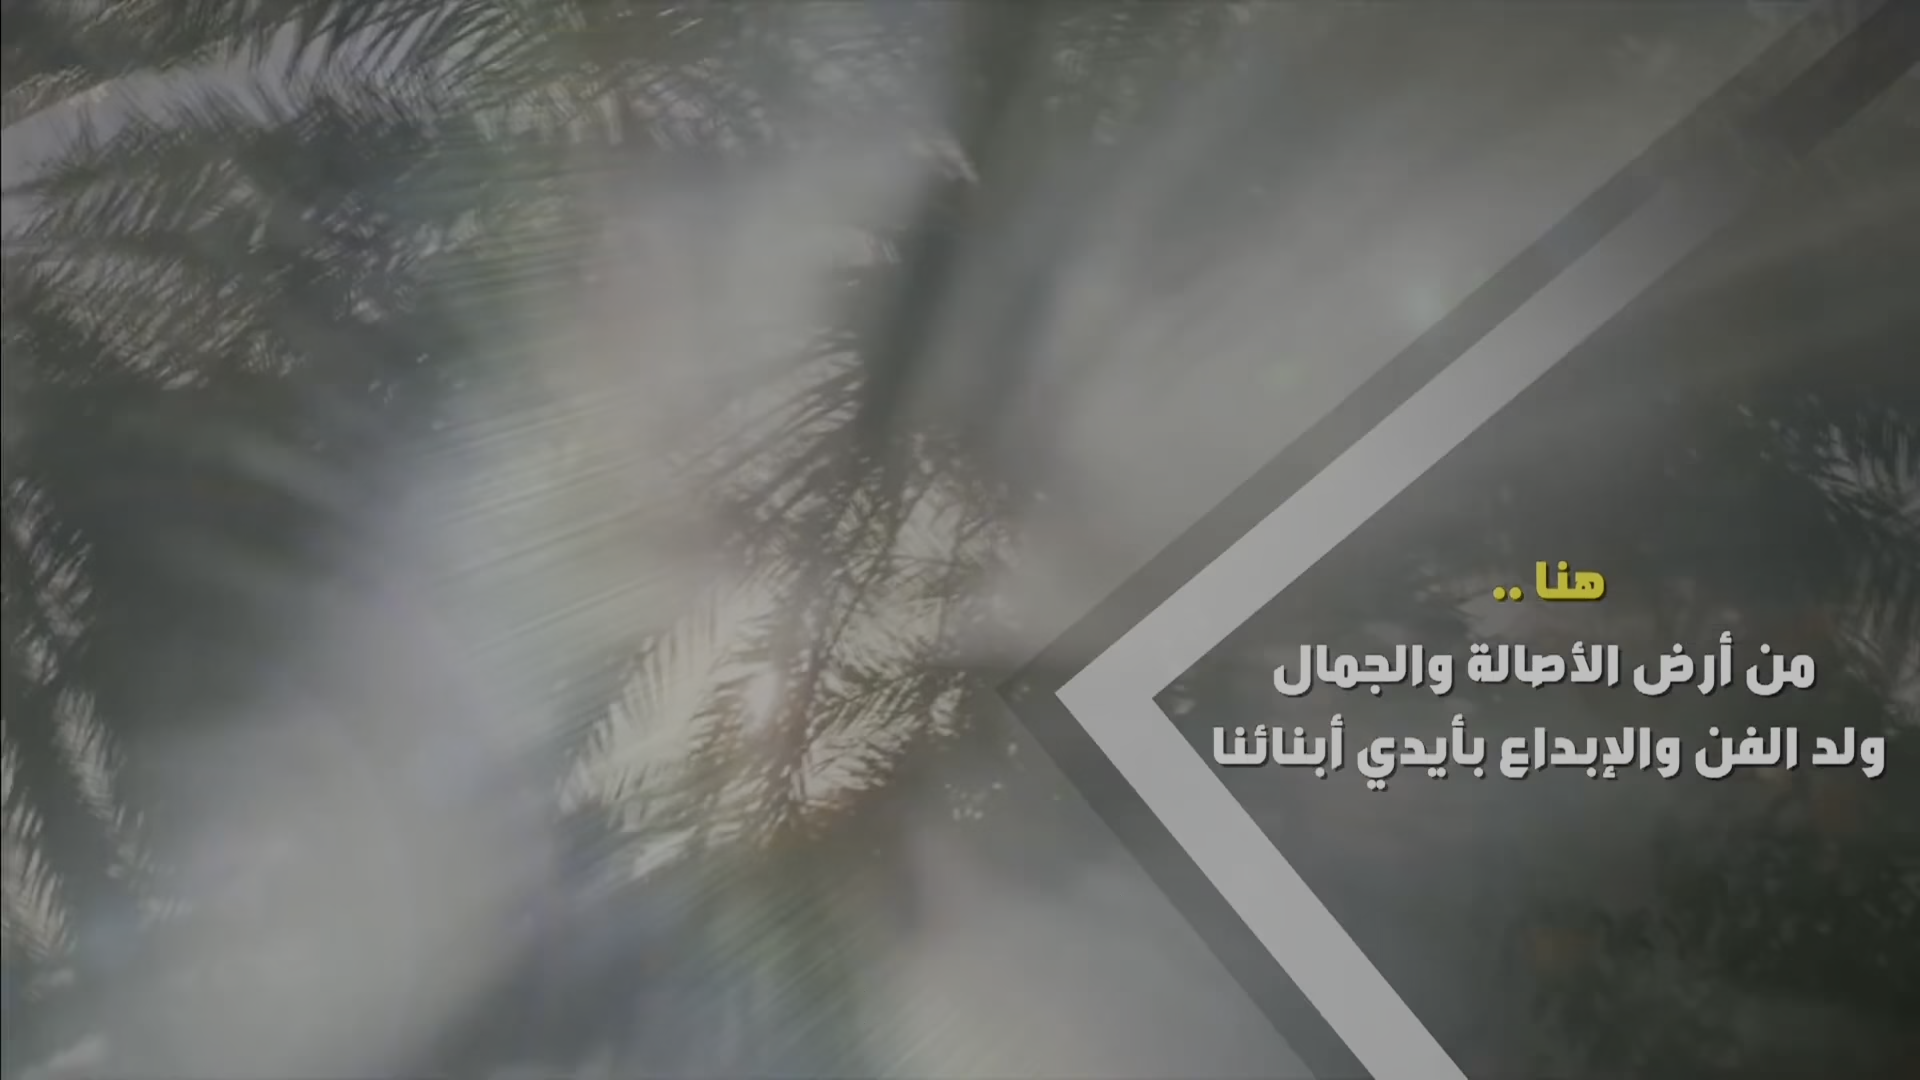 هنا ..
من أرض الأصالة والجمال
ولد الفن والإبداع بأيدي أبنائنا